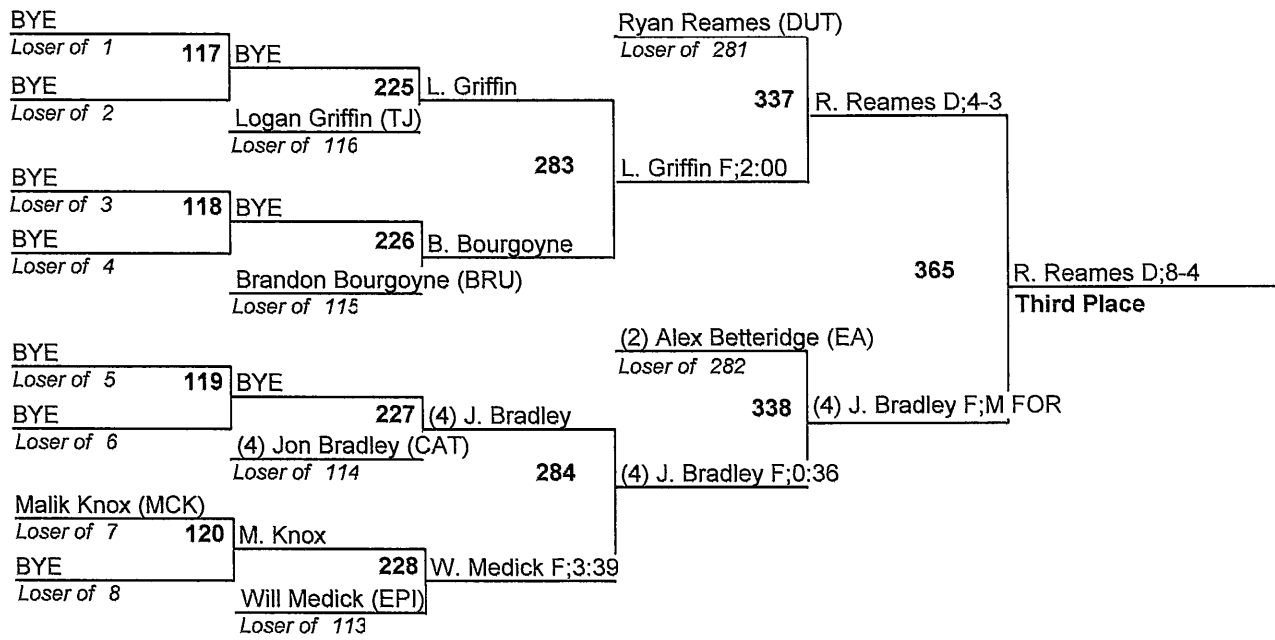 BYE
Loser of 1
117
BYE
BYE
Loser of 2
225
L. Griffin
Logan Griffin (TJ)
Loser of 116
BYE
Loser of 3
118
BYE
BYE
Loser of 4
226
B. Bourgoyne
Brandon Bourgoyne (BRU)
Loser of 115
283
L. Griffin F;2:00
Ryan Reames (DUT)
Loser of 281
337
R. Reames D;4-3
BYE
Loser of 5
119
BYE
BYE
Loser of 6
227
(4) J. Bradley
(4) Jon Bradley (CAT)
Loser of 114
Malik Knox (MCK)
Loser of 7
120
M. Knox
BYE
Loser of 8
228
W. Medick F;3:39
Will Medick (EPI)
Loser of 113
284
(4) J. Bradley F;0:36
(2) Alex Betteridge (EA)
Loser of 282
338
(4) J. Bradley F;M FOR
365
R. Reames D;8-4
Third Place